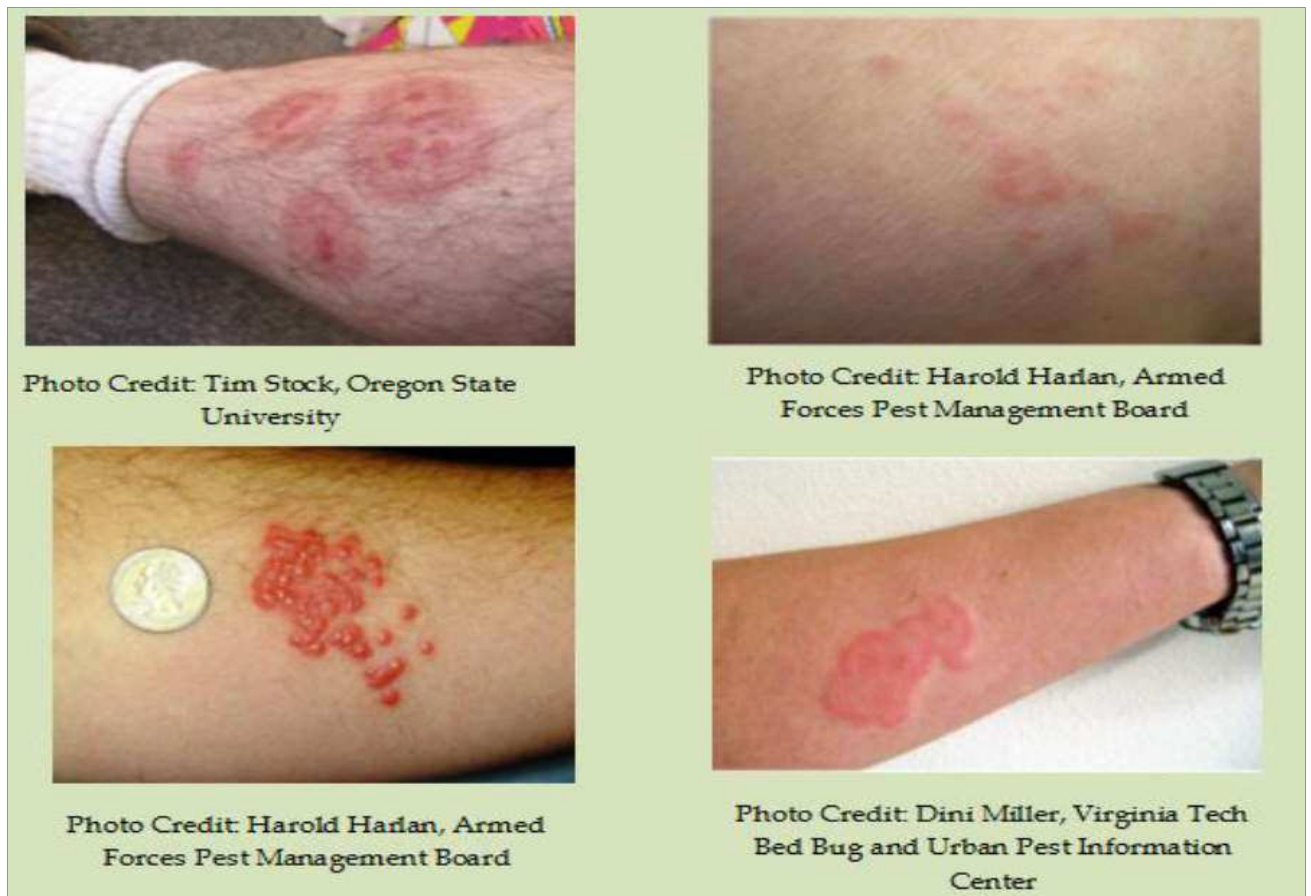 Photo Credit: Tim Stock, Oregon State
University
Photo Credit: Harold Harlan, Armed
Forces Pest Management Board
Photo Credit: Harold Harlan, Armed
Forces Pest Management Board
Photo Credit: Dini Miller, Virginia Tech
Bed Bug and Urban Pest Information
Center